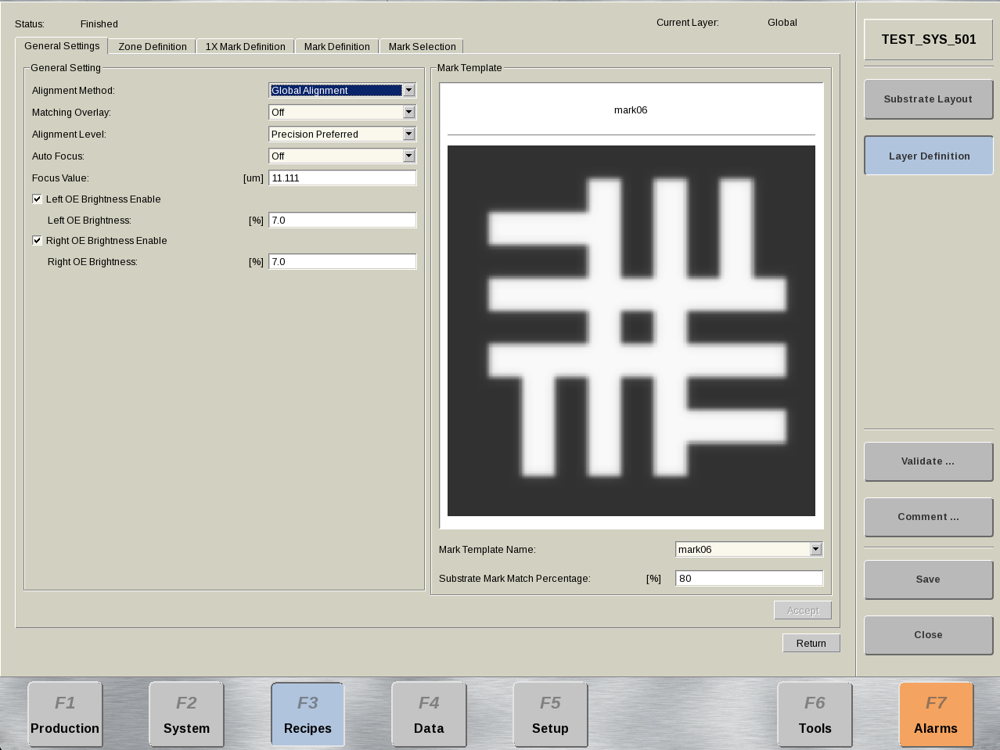 Status: Finished Current Layer: Global
General Settings Zone Definition 1X Mark Definition Mark Definition Mark Selection
General Setting
Alignment Method: Global Alignment
Matching Overlay: Off
Alignment Level: Precision Preferred
Auto Focus: Off
Focus Value: [um] 11.111
Left OE Brightness Enable
Left OE Brightness: [%] 7.0
Right OE Brightness Enable
Right OE Brightness: [%] 7.0
Mark Template
mark06
Mark Template Name: mark06
Substrate Mark Match Percentage: [%] 80
Accept
Return
TEST_SYS_501
Substrate Layout
Layer Definition
Validate ...
Comment ...
Save
Close
F1 F2 F3 F4 F5 F6 F7
Production System Recipes Data Setup Tools Alarms